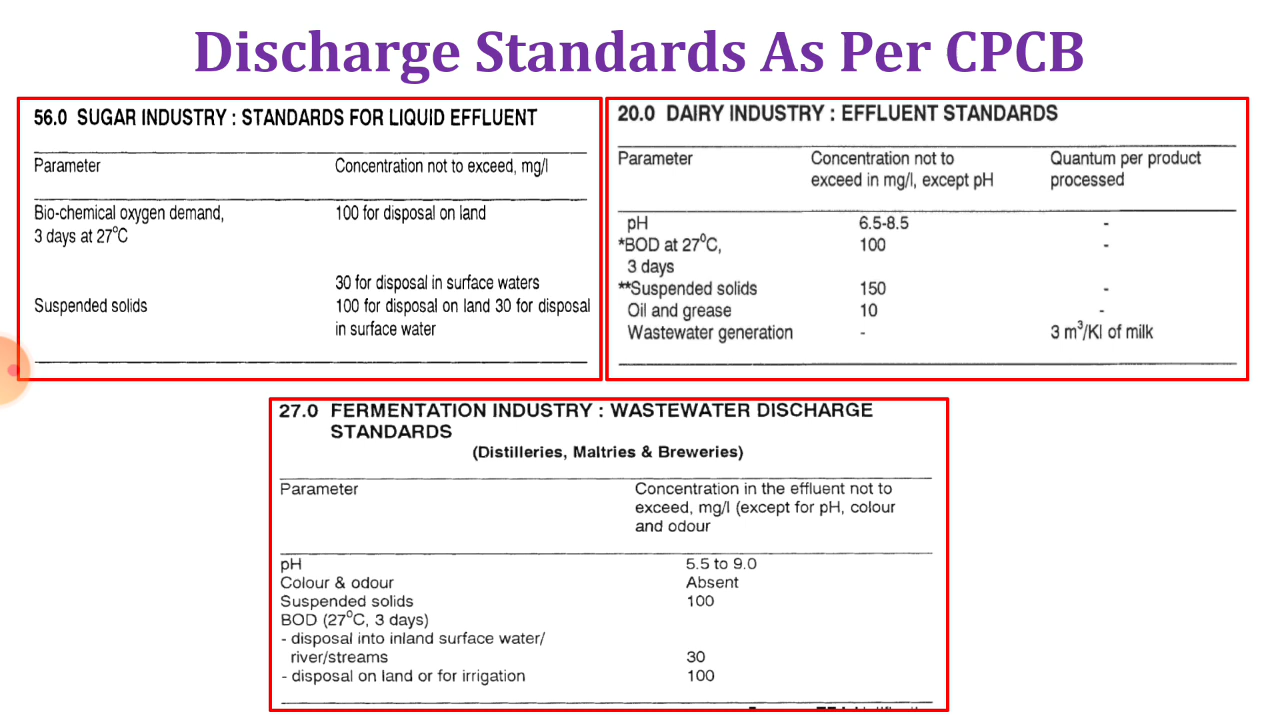 Discharge Standards As Per CPCB
56.0 SUGAR INDUSTRY : STANDARDS FOR LIQUID EFFLUENT
Parameter Concentration not to exceed, mg/l
Bio-chemical oxygen demand, 100 for disposal on land
3 days at 27⁰C
30 for disposal in surface waters
Suspended solids 100 for disposal on land 30 for disposal
in surface water
20.0 DAIRY INDUSTRY : EFFLUENT STANDARDS
Parameter Concentration not to Quantum per product
exceed in mg/l, except pH processed
pH 6.5-8.5 -
*BOD at 27⁰C, 100 -
3 days
**Suspended solids 150 -
Oil and grease 10 -
Wastewater generation - 3 m³/Kl of milk
27.0 FERMENTATION INDUSTRY : WASTEWATER DISCHARGE
STANDARDS
(Distilleries, Maltries & Breweries)
Parameter Concentration in the effluent not to
exceed, mg/l (except for pH, colour
and odour
pH 5.5 to 9.0
Colour & odour Absent
Suspended solids 100
BOD (27⁰C, 3 days)
- disposal into inland surface water/
river/streams 30
- disposal on land or for irrigation 100